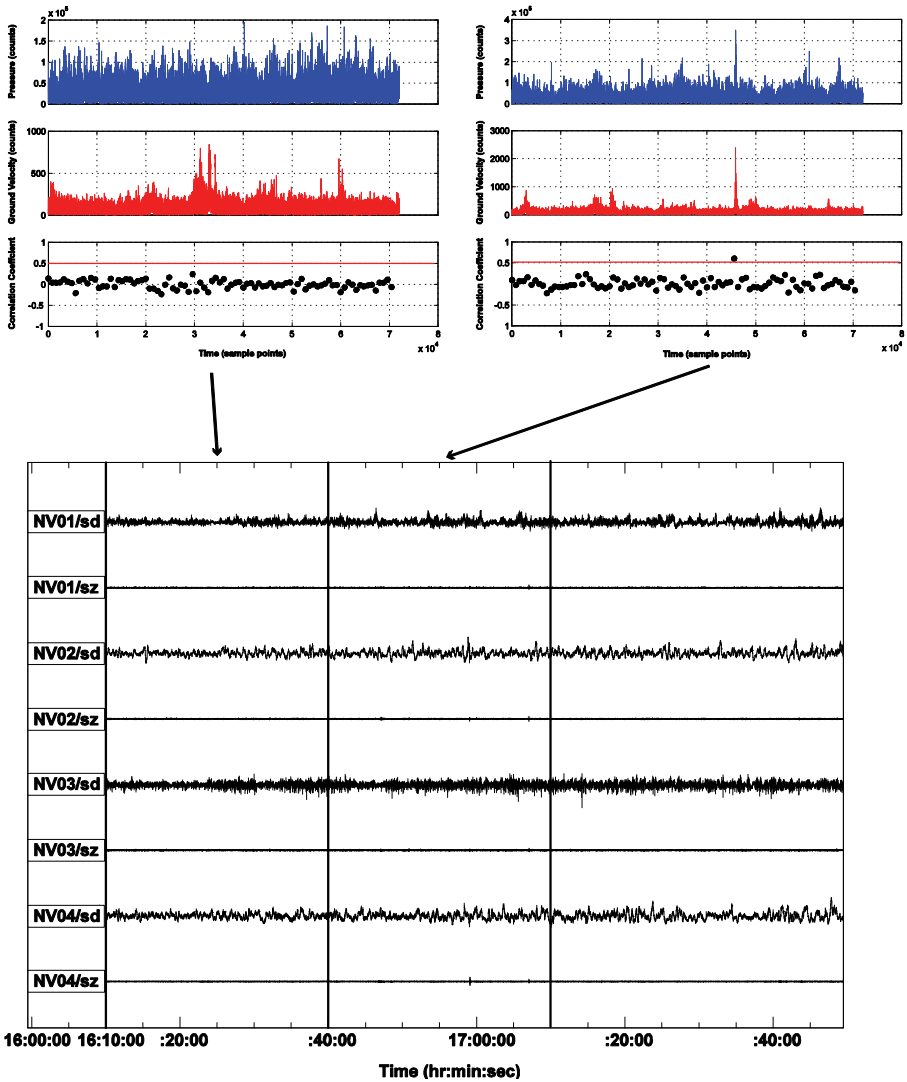 x 10^5
2
1.5
1
0.5
0
Pressure (counts)
1000
500
0
Ground Velocity (counts)
1
0.5
0
-0.5
-1
Correlation Coefficient
0 1 2 3 4 5 6 7 8
x 10^4
Time (sample points)
4
3
2
1
0
Pressure (counts)
3000
2000
1000
0
Ground Velocity (counts)
1
0.5
0
-0.5
1
Correlation Coefficient
0 1 2 3 4 5 6 7 8
x 10^4
Time (sample points)
NV01/sd
NV01/sz
NV02/sd
NV02/sz
NV03/sd
NV03/sz
NV04/sd
NV04/sz
16:00:00 16:10:00 :20:00 :40:00 17:00:00 :20:00 :40:00
Time (hr:min:sec)